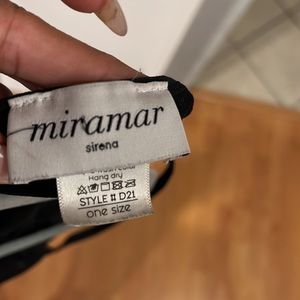 miramar
sirena
Hang dry
STYLE # D21
one size